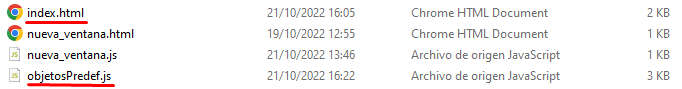 index.html 21/10/2022 16:05 Chrome HTML Document 2 KB
nueva_ventana.html 19/10/2022 12:55 Chrome HTML Document 1 KB
JS nueva_ventana.js 21/10/2022 13:46 Archivo de origen JavaScript 1 KB
JS objetosPredef.js 21/10/2022 16:22 Archivo de origen JavaScript 3 KB